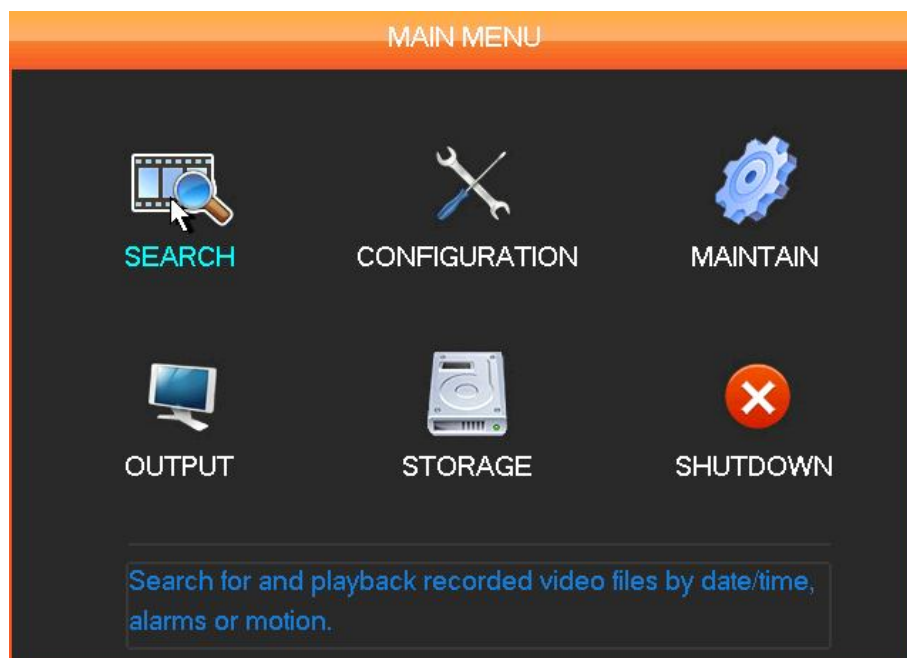 MAIN MENU
SEARCH
CONFIGURATION
MAINTAIN
OUTPUT
STORAGE
SHUTDOWN
Search for and playback recorded video files by date/time,
alarms or motion.